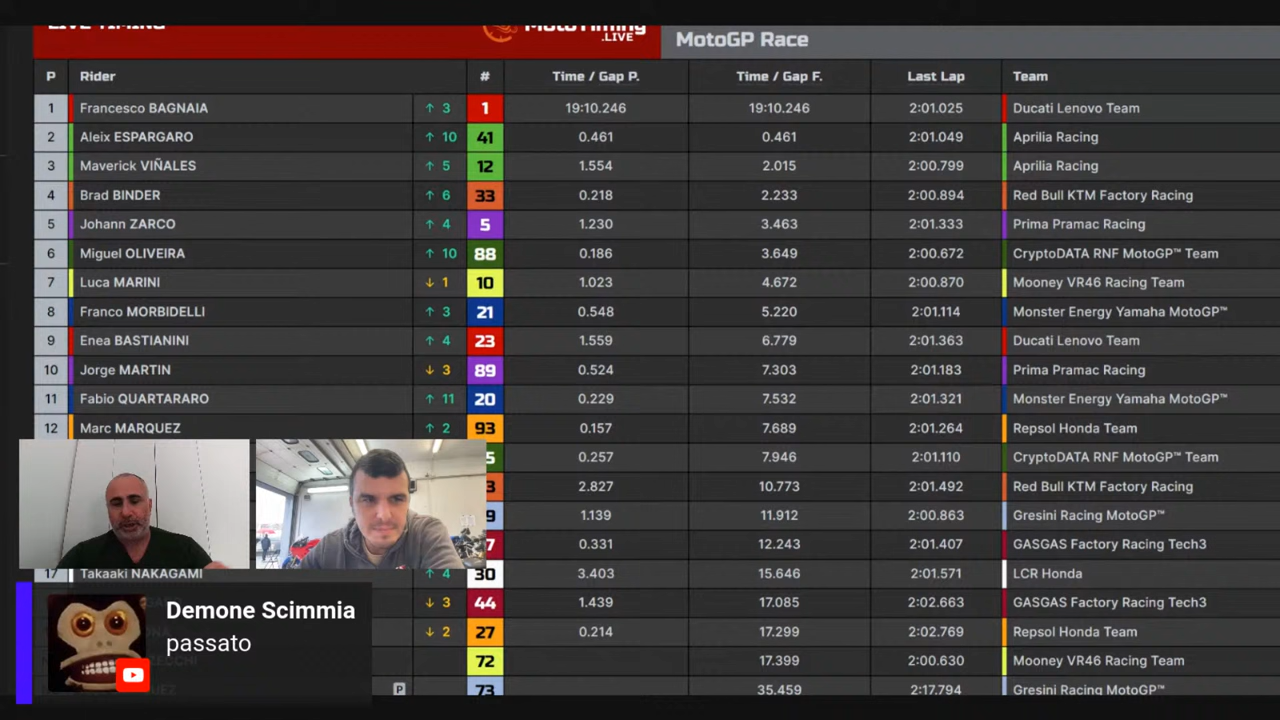 LIVE TIMING
MotoTiming
.LIVE
MotoGP Race
P Rider # Time / Gap P. Time / Gap F. Last Lap Team
1 Francesco BAGNAIA ↑ 3 1 19:10.246 19:10.246 2:01.025 Ducati Lenovo Team
2 Aleix ESPARGARO ↑ 10 41 0.461 0.461 2:01.049 Aprilia Racing
3 Maverick VIÑALES ↑ 5 12 1.554 2.015 2:00.799 Aprilia Racing
4 Brad BINDER ↑ 6 33 0.218 2.233 2:00.894 Red Bull KTM Factory Racing
5 Johann ZARCO ↑ 4 5 1.230 3.463 2:01.333 Prima Pramac Racing
6 Miguel OLIVEIRA ↑ 10 88 0.186 3.649 2:00.672 CryptoDATA RNF MotoGP™ Team
7 Luca MARINI ↓ 1 10 1.023 4.672 2:00.870 Mooney VR46 Racing Team
8 Franco MORBIDELLI ↑ 3 21 0.548 5.220 2:01.114 Monster Energy Yamaha MotoGP™
9 Enea BASTIANINI ↑ 4 23 1.559 6.779 2:01.363 Ducati Lenovo Team
10 Jorge MARTIN ↓ 3 89 0.524 7.303 2:01.183 Prima Pramac Racing
11 Fabio QUARTARARO ↑ 11 20 0.229 7.532 2:01.321 Monster Energy Yamaha MotoGP™
12 Marc MARQUEZ ↑ 2 93 0.157 7.689 2:01.264 Repsol Honda Team
5 0.257 7.946 2:01.110 CryptoDATA RNF MotoGP™ Team
3 2.827 10.773 2:01.492 Red Bull KTM Factory Racing
9 1.139 11.912 2:00.863 Gresini Racing MotoGP™
7 0.331 12.243 2:01.407 GASGAS Factory Racing Tech3
17 Takaaki NAKAGAMI ↑ 4 30 3.403 15.646 2:01.571 LCR Honda
↓ 3 44 1.439 17.085 2:02.663 GASGAS Factory Racing Tech3
↓ 2 27 0.214 17.299 2:02.769 Repsol Honda Team
72 17.399 2:00.630 Mooney VR46 Racing Team
P 73 35.459 2:17.794 Gresini Racing MotoGP™
Demone Scimmia
passato